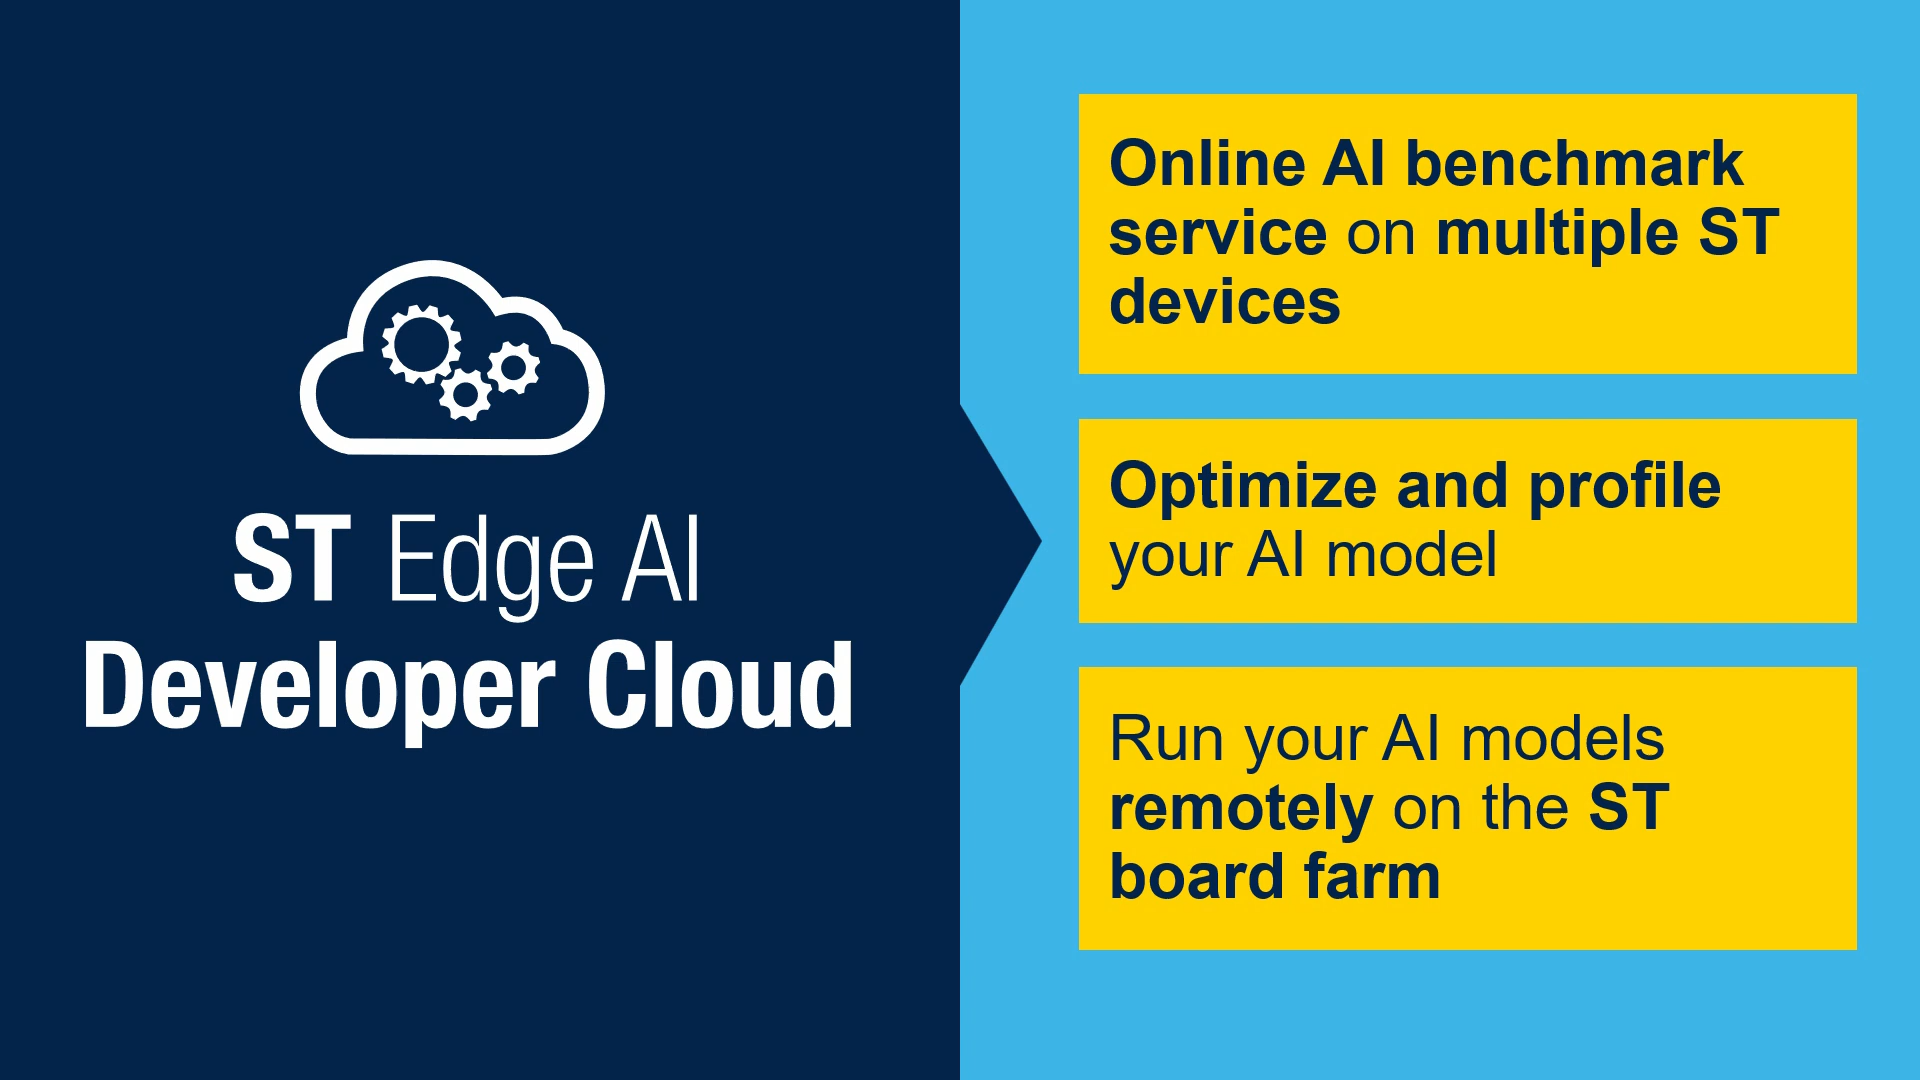 ST Edge AI
Developer Cloud
Online AI benchmark
service on multiple ST
devices
Optimize and profile
your AI model
Run your AI models
remotely on the ST
board farm